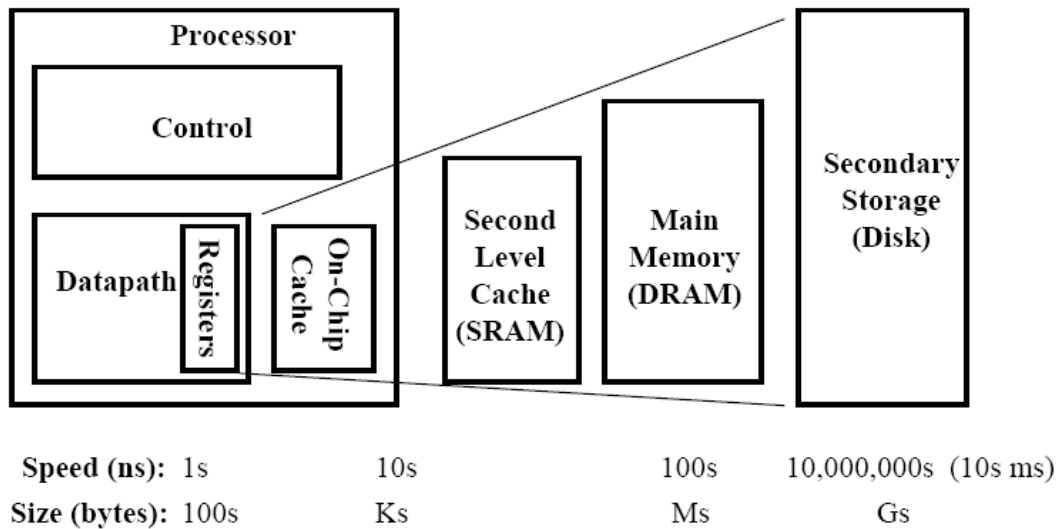 Processor
Control
Datapath
Registers
On-Chip
Cache
Second
Level
Cache
(SRAM)
Main
Memory
(DRAM)
Secondary
Storage
(Disk)
Speed (ns): 1s 10s 100s 10,000,000s (10s ms)
Size (bytes): 100s Ks Ms Gs